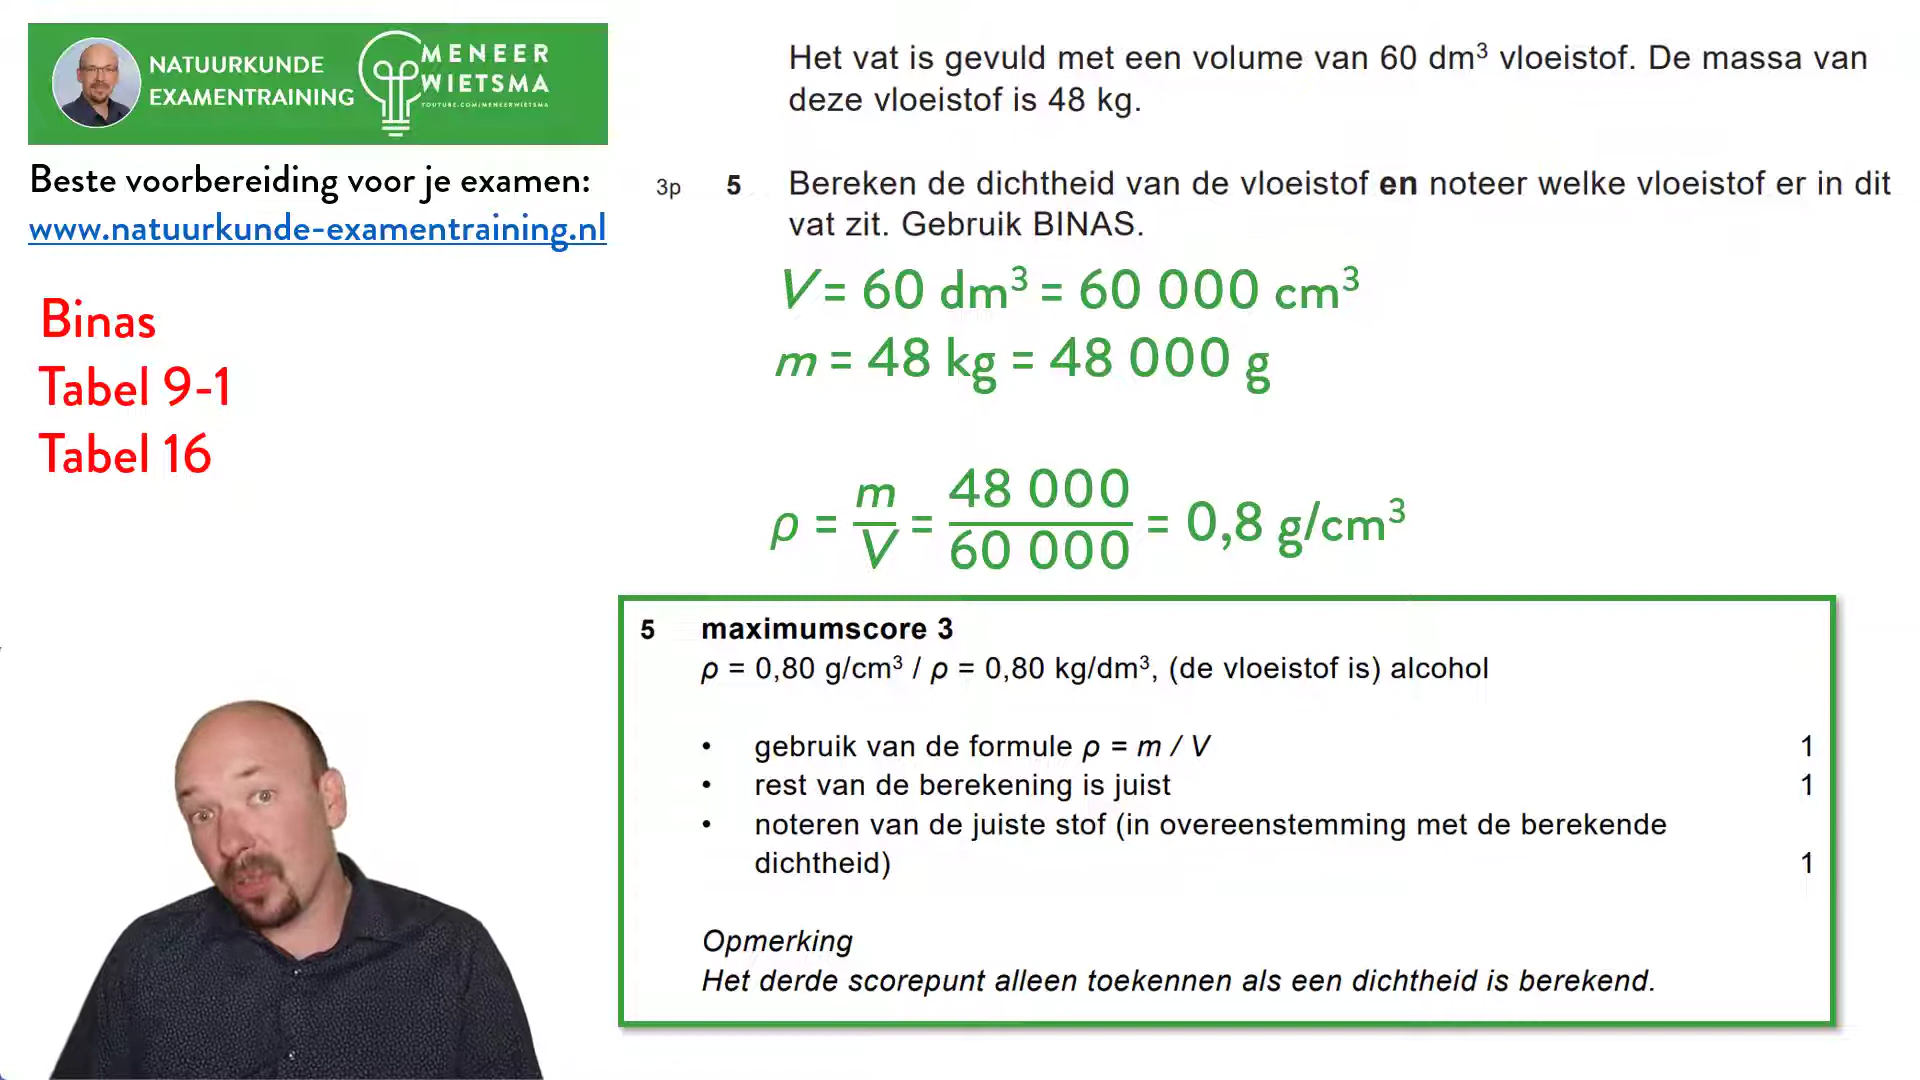 NATUURKUNDE
EXAMENTRAINING
MENEER
WIETSMA
YOUTUBE.COM/MENEERWIETSMA
Beste voorbereiding voor je examen:
www.natuurkunde-examentraining.nl
Binas
Tabel 9-1
Tabel 16
Het vat is gevuld met een volume van 60 dm³ vloeistof. De massa van
deze vloeistof is 48 kg.
3p 5 Bereken de dichtheid van de vloeistof en noteer welke vloeistof er in dit
vat zit. Gebruik BINAS.
V = 60 dm³ = 60 000 cm³
m = 48 kg = 48 000 g
ρ = m/V = 48 000/60 000 = 0,8 g/cm³
5 maximumscore 3
ρ = 0,80 g/cm³ / ρ = 0,80 kg/dm³, (de vloeistof is) alcohol
• gebruik van de formule ρ = m / V 1
• rest van de berekening is juist 1
• noteren van de juiste stof (in overeenstemming met de berekende
dichtheid) 1
Opmerking
Het derde scorepunt alleen toekennen als een dichtheid is berekend.